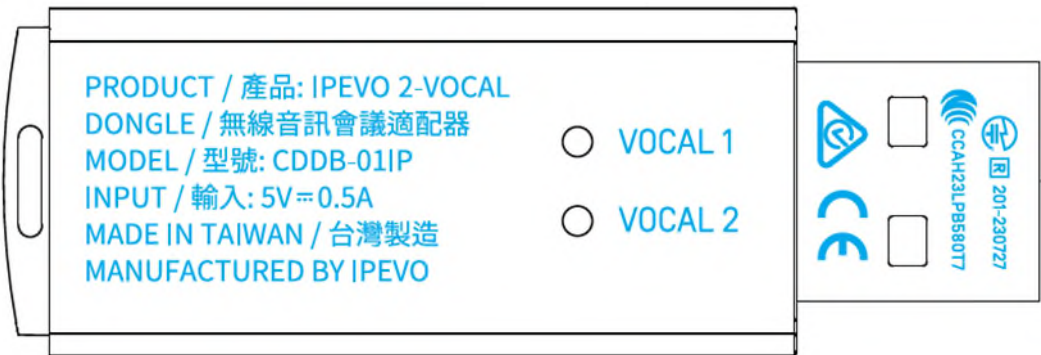 PRODUCT / 產品: IPEVO 2-VOCAL
DONGLE / 無線音訊會議適配器
MODEL / 型號: CDDB-01IP
INPUT / 輸入: 5V⎓0.5A
MADE IN TAIWAN / 台灣製造
MANUFACTURED BY IPEVO
VOCAL 1
VOCAL 2
CE
CCAH23LPB580T7
R 201-230727